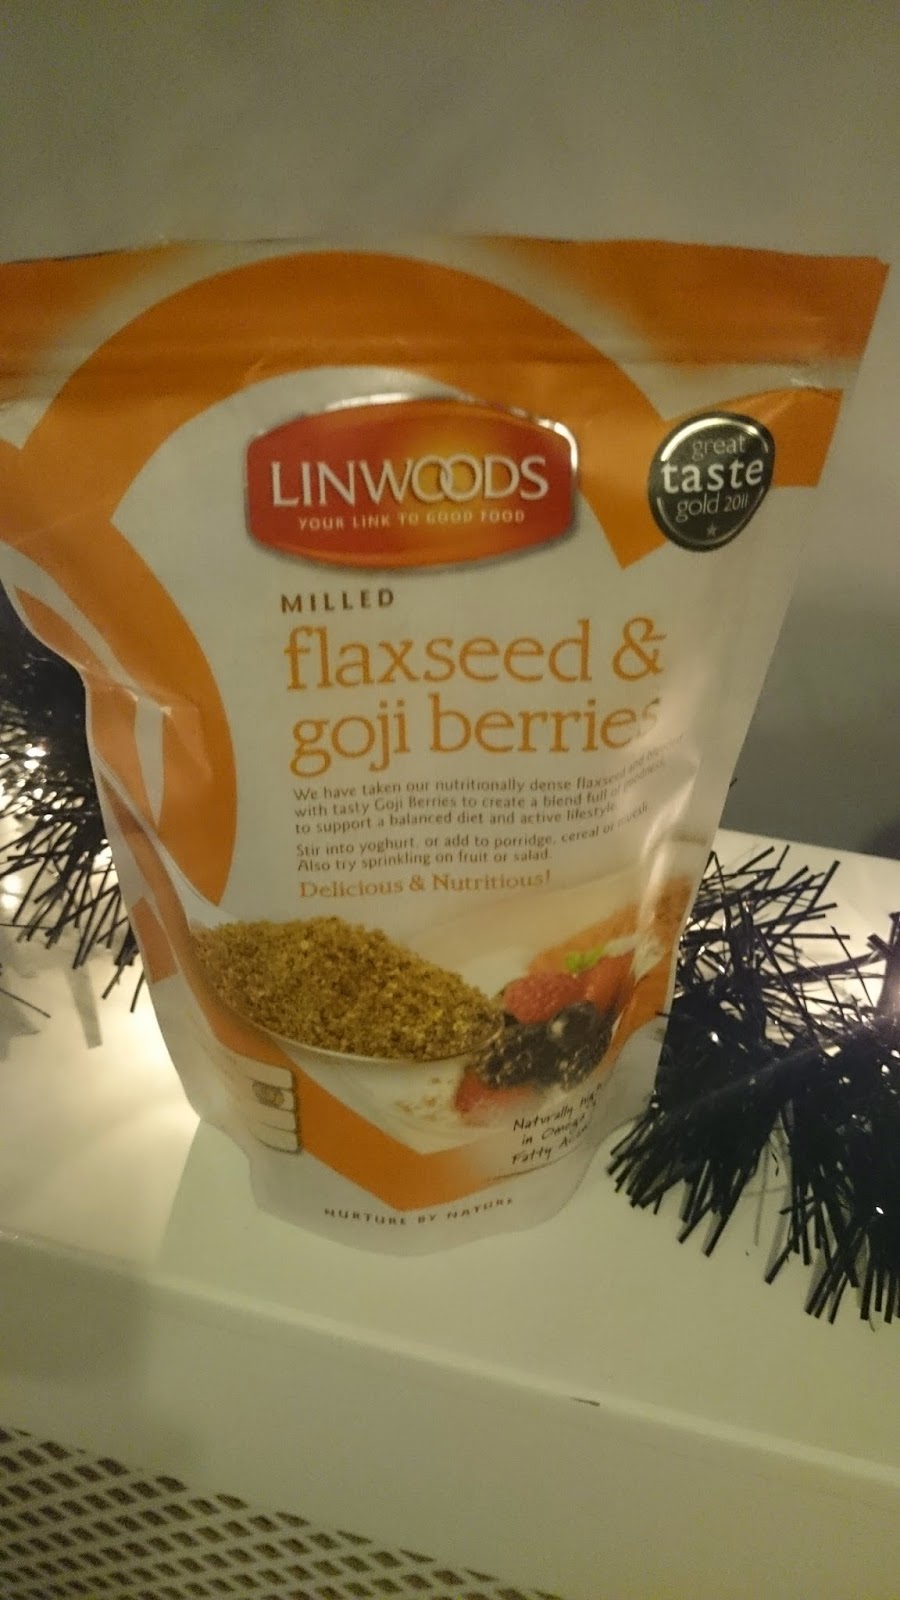 LINWOODS
YOUR LINK TO GOOD FOOD
great
taste
gold 2011
MILLED
flaxseed &
goji berries
We have taken our nutritionally dense flaxseed and
with tasty Goji Berries to create a blend full of goodness,
to support a balanced diet and active lifestyle.
Stir into yoghurt, or add to porridge, cereal or muesli.
Also try sprinkling on fruit or salad.
Delicious & Nutritious!
Naturally high
in Omega
Fatty
NURTURE BY NATURE